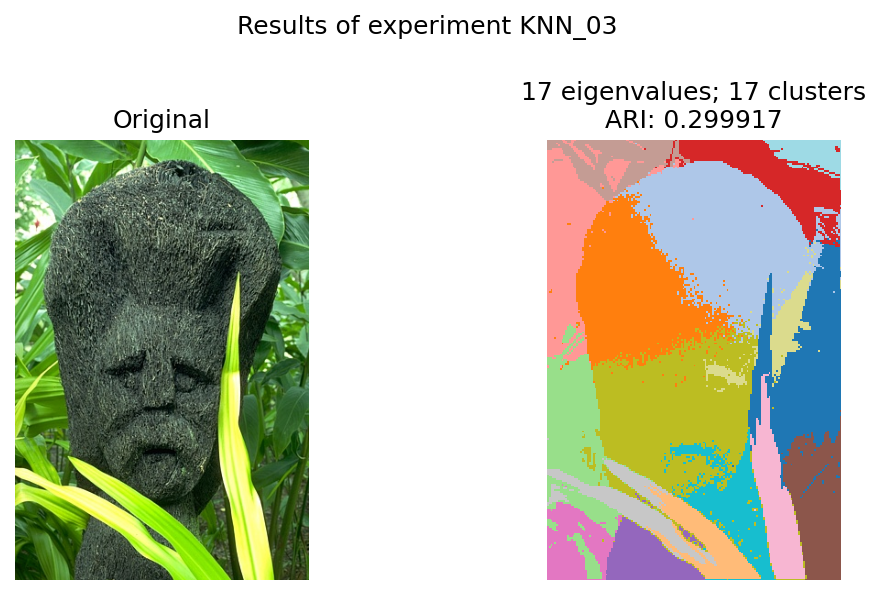 Results of experiment KNN_03
Original
17 eigenvalues; 17 clusters
ARI: 0.299917